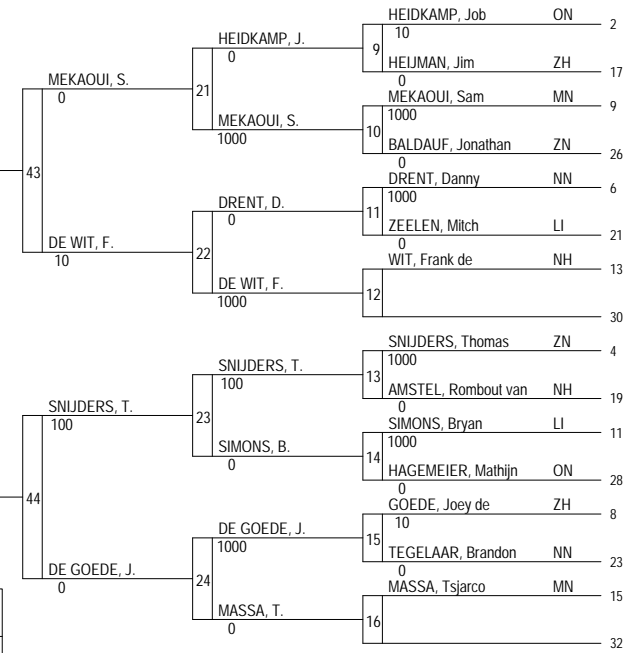 HEIDKAMP, Job ON 2
10
HEIDKAMP, J.
0
9
HEIJMAN, Jim ZH 17
0
MEKAOUI, S.
0
21
MEKAOUI, Sam MN 9
1000
MEKAOUI, S.
1000
10
BALDAUF, Jonathan ZN 26
0
43
DRENT, Danny NN 6
1000
DRENT, D.
0
11
ZEELEN, Mitch LI 21
0
DE WIT, F.
10
22
WIT, Frank de NH 13
DE WIT, F.
1000
12
30
SNIJDERS, Thomas ZN 4
1000
SNIJDERS, T.
100
13
AMSTEL, Rombout van NH 19
0
SNIJDERS, T.
100
23
SIMONS, Bryan LI 11
1000
SIMONS, B.
0
14
HAGEMEIER, Mathijn ON 28
0
44
GOEDE, Joey de ZH 8
10
DE GOEDE, J.
1000
15
TEGELAAR, Brandon NN 23
0
DE GOEDE, J.
0
24
MASSA, Tsjarco MN 15
MASSA, T.
0
16
32